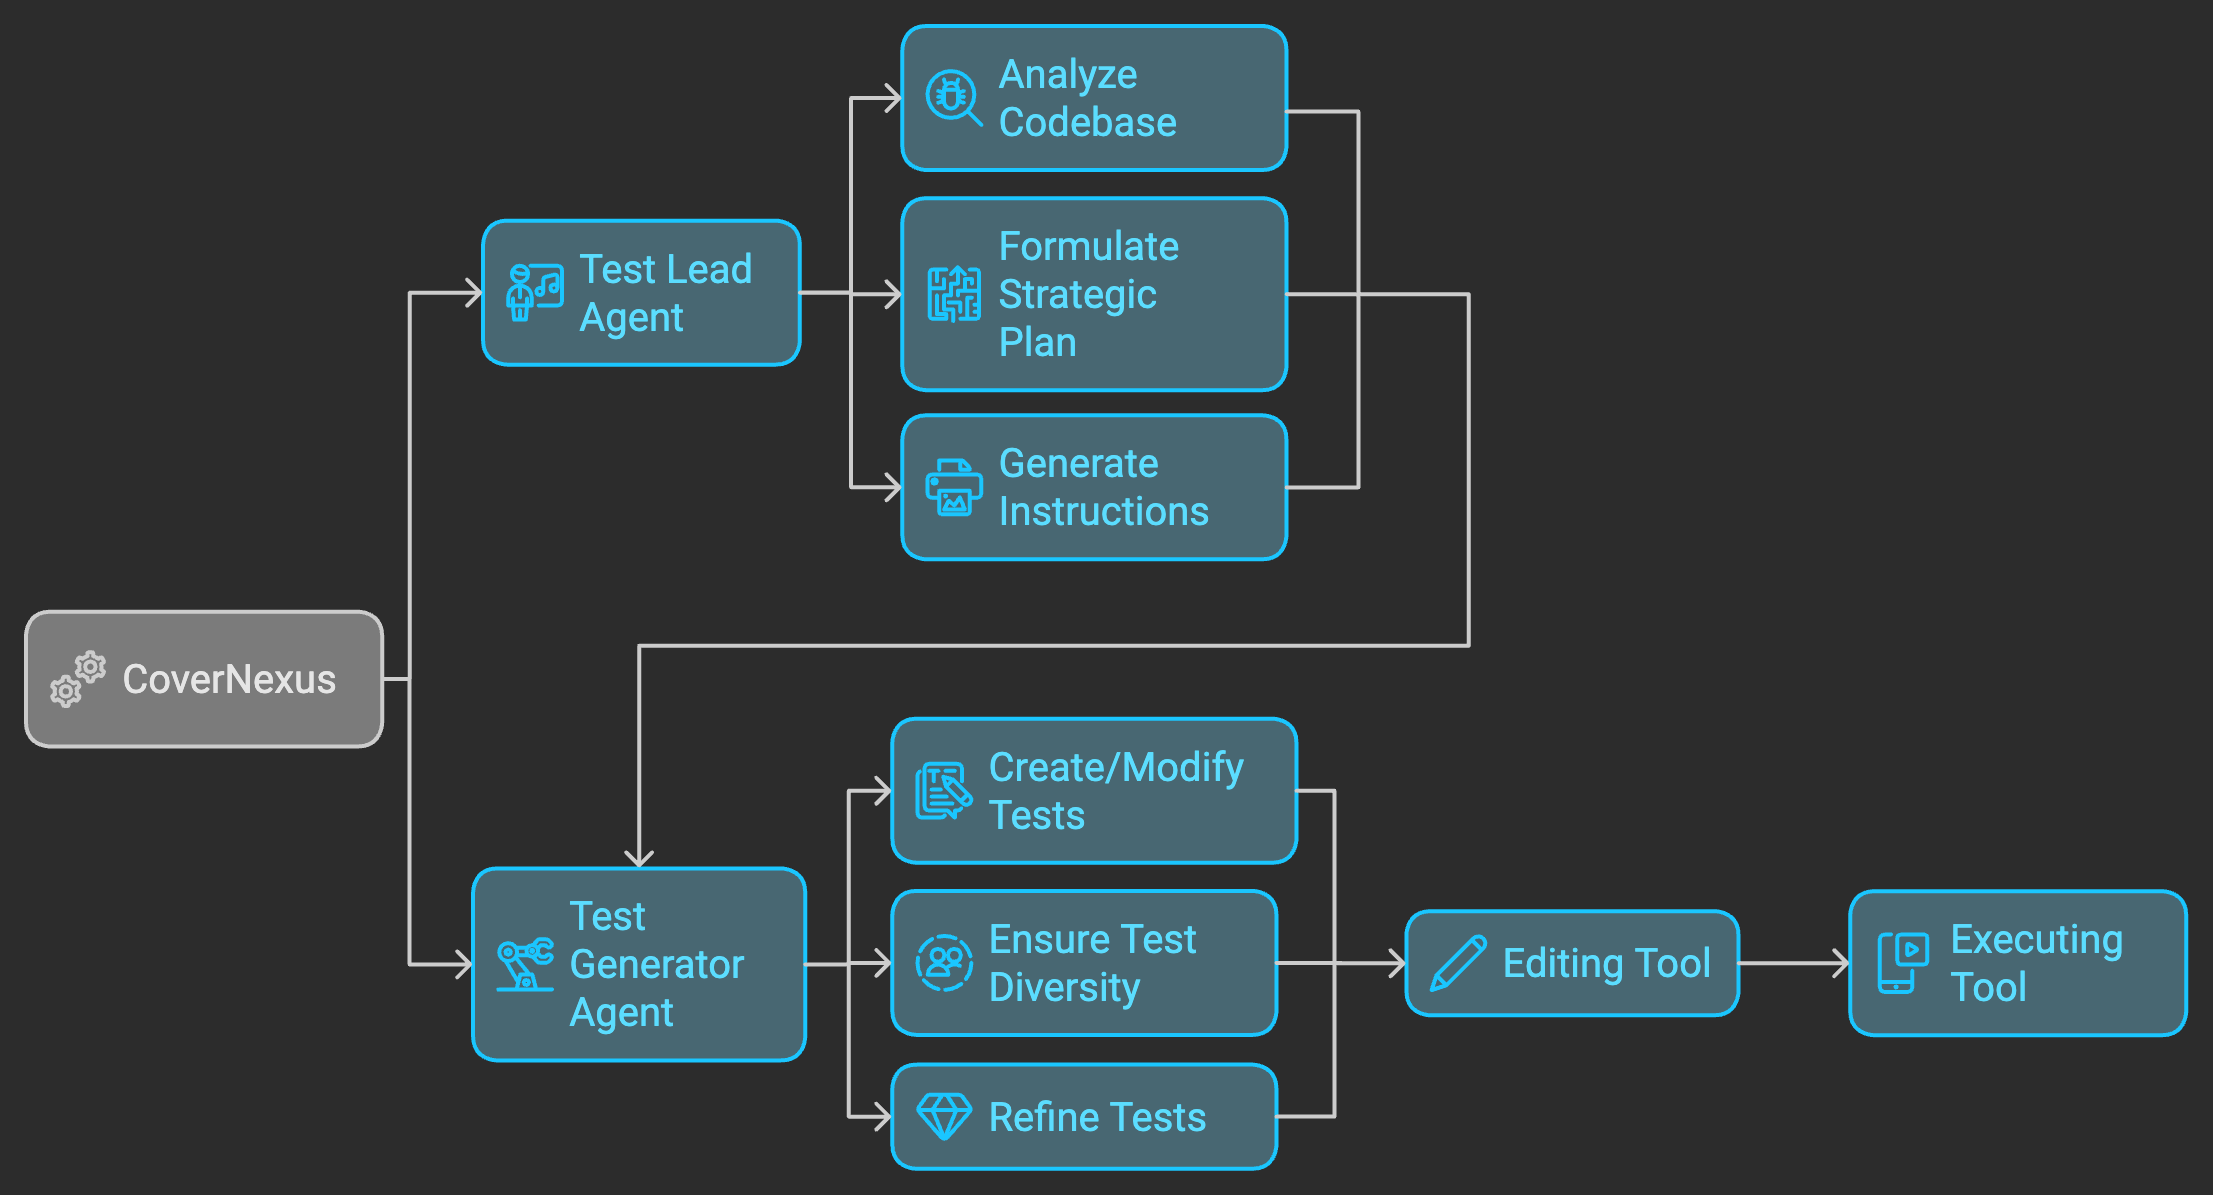 Analyze
Codebase
Formulate
Strategic
Plan
Test Lead
Agent
Generate
Instructions
CoverNexus
Create/Modify
Tests
Test
Generator
Agent
Ensure Test
Diversity
Editing Tool
Executing
Tool
Refine Tests